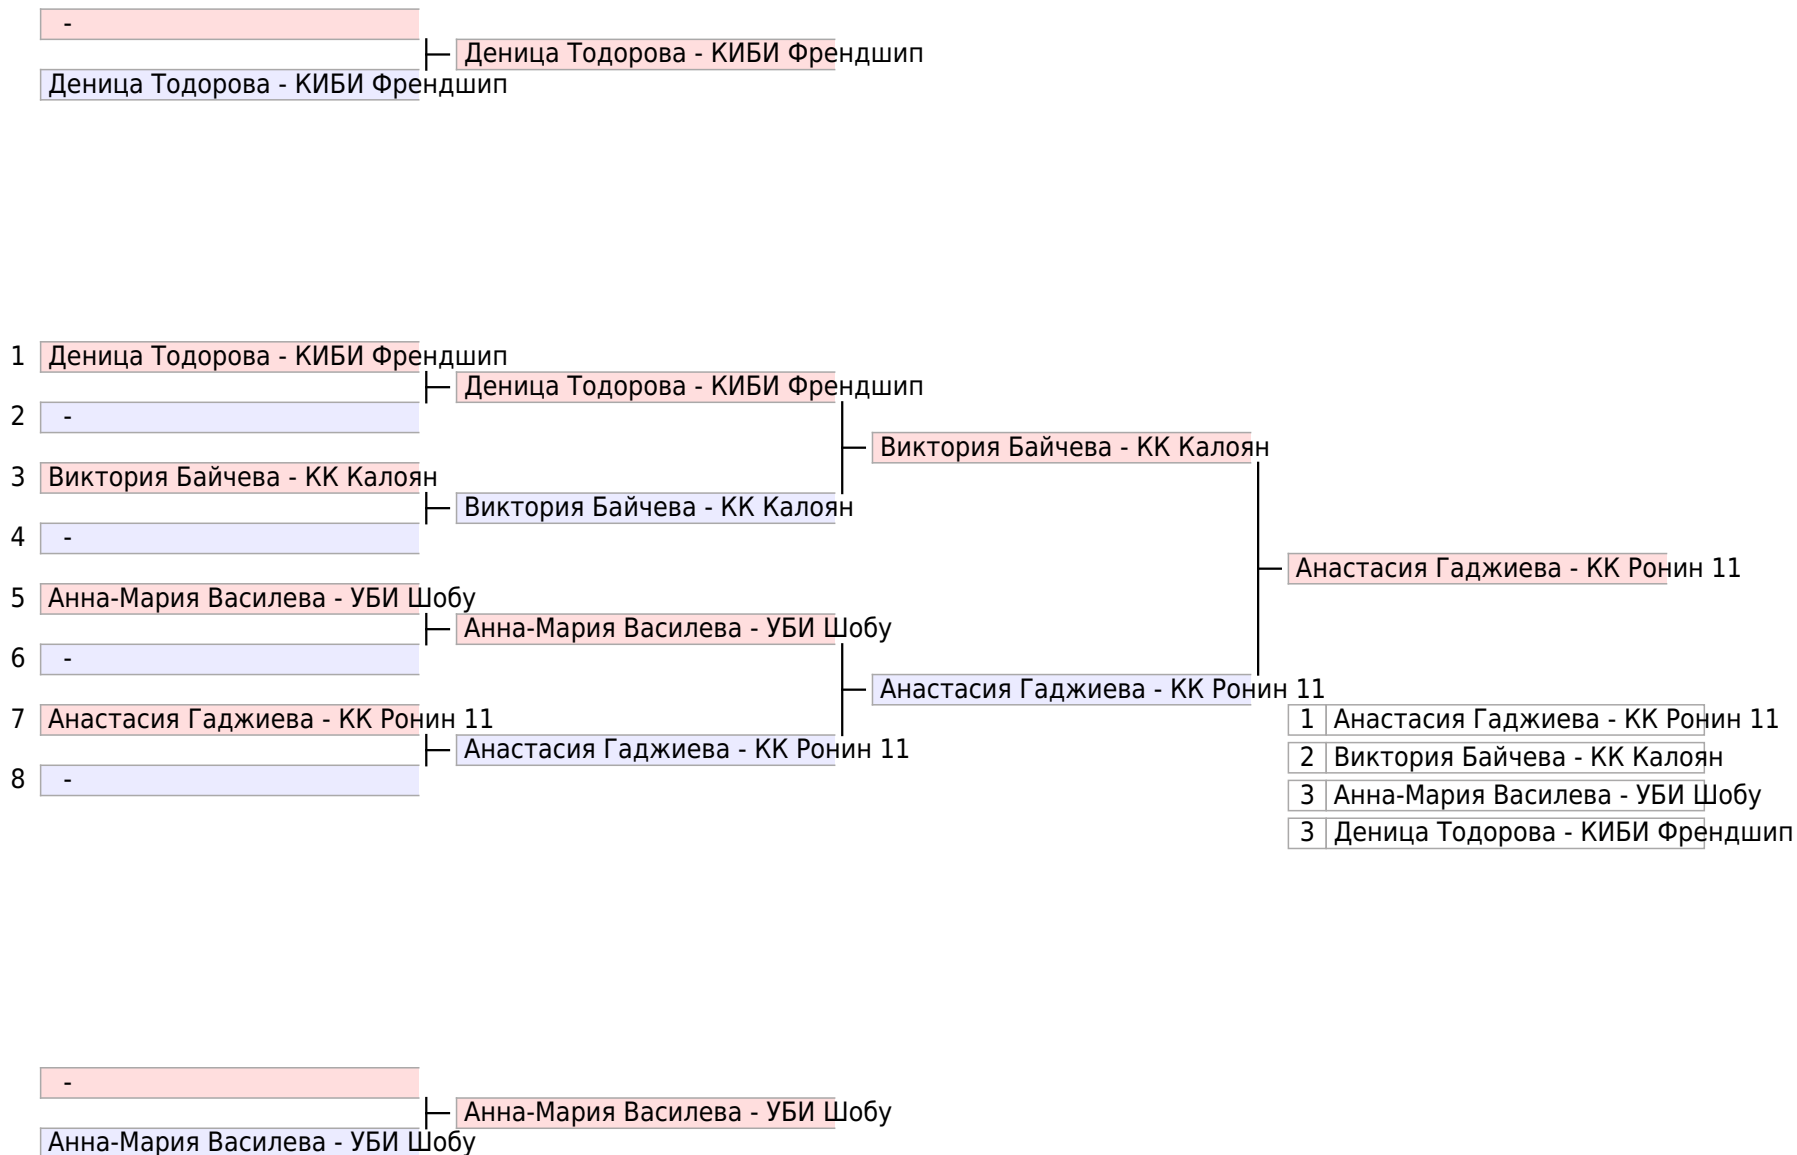 -
Деница Тодорова - КИБИ Френдшип
Деница Тодорова - КИБИ Френдшип
1 Деница Тодорова - КИБИ Френдшип
Деница Тодорова - КИБИ Френдшип
2 -
Виктория Байчева - КК Калоян
3 Виктория Байчева - КК Калоян
Виктория Байчева - КК Калоян
4 -
Анастасия Гаджиева - КК Ронин 11
5 Анна-Мария Василева - УБИ Шобу
Анна-Мария Василева - УБИ Шобу
6 -
Анастасия Гаджиева - КК Ронин 11
7 Анастасия Гаджиева - КК Ронин 11
Анастасия Гаджиева - КК Ронин 11
8 -
1 Анастасия Гаджиева - КК Ронин 11
2 Виктория Байчева - КК Калоян
3 Анна-Мария Василева - УБИ Шобу
3 Деница Тодорова - КИБИ Френдшип
-
Анна-Мария Василева - УБИ Шобу
Анна-Мария Василева - УБИ Шобу